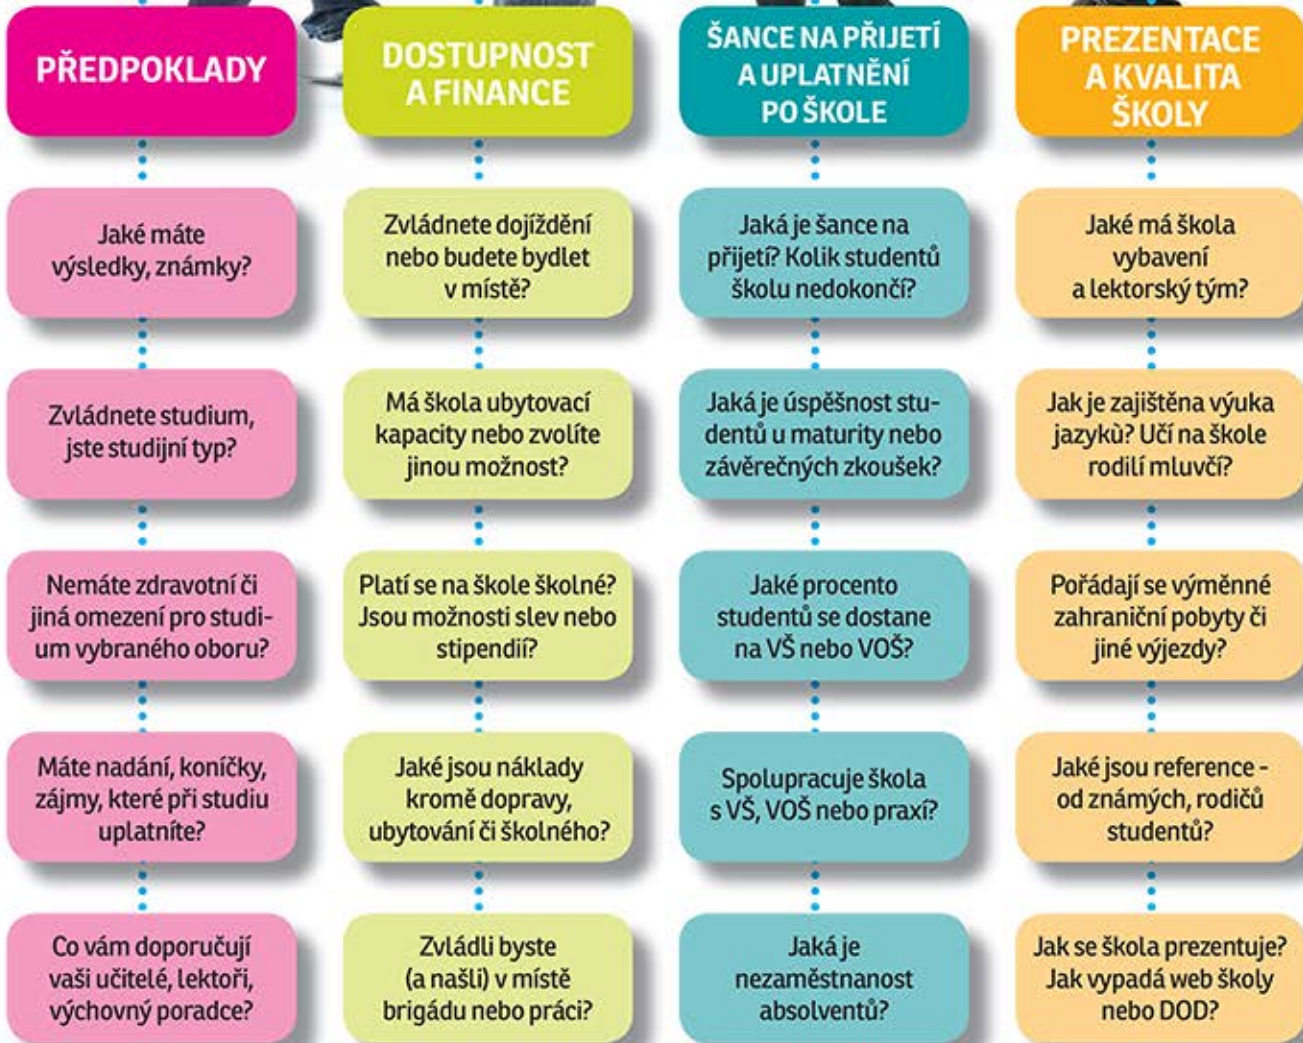 PŘEDPOKLADY
Jaké máte
výsledky, známky?
Zvládnete studium,
jste studijní typ?
Nemáte zdravotní či
jiná omezení pro studi-
um vybraného oboru?
Máte nadání, koníčky,
zájmy, které při studiu
uplatníte?
Co vám doporučují
vaši učitelé, lektoři,
výchovný poradce?
DOSTUPNOST
A FINANCE
Zvládnete dojíždění
nebo budete bydlet
v místě?
Má škola ubytovací
kapacity nebo zvolíte
jinou možnost?
Platí se na škole školné?
Jsou možnosti slev nebo
stipendií?
Jaké jsou náklady
kromě dopravy,
ubytování či školného?
Zvládli byste
(a našli) v místě
brigádu nebo práci?
ŠANCE NA PŘIJETÍ
A UPLATNĚNÍ
PO ŠKOLE
Jaká je šance na
přijetí? Kolik studentů
školu nedokončí?
Jaká je úspěšnost stu-
dentů u maturity nebo
závěrečných zkoušek?
Jaké procento
studentů se dostane
na VŠ nebo VOŠ?
Spolupracuje škola
s VŠ, VOŠ nebo praxí?
Jaká je
nezaměstnanost
absolventů?
PREZENTACE
A KVALITA
ŠKOLY
Jaké má škola
vybavení
a lektorský tým?
Jak je zajištěna výuka
jazykù? Učí na škole
rodilí mluvčí?
Pořádají se výměnné
zahraniční pobyty či
jiné výjezdy?
Jaké jsou reference -
od známých, rodičů
studentů?
Jak se škola prezentuje?
Jak vypadá web školy
nebo DOD?